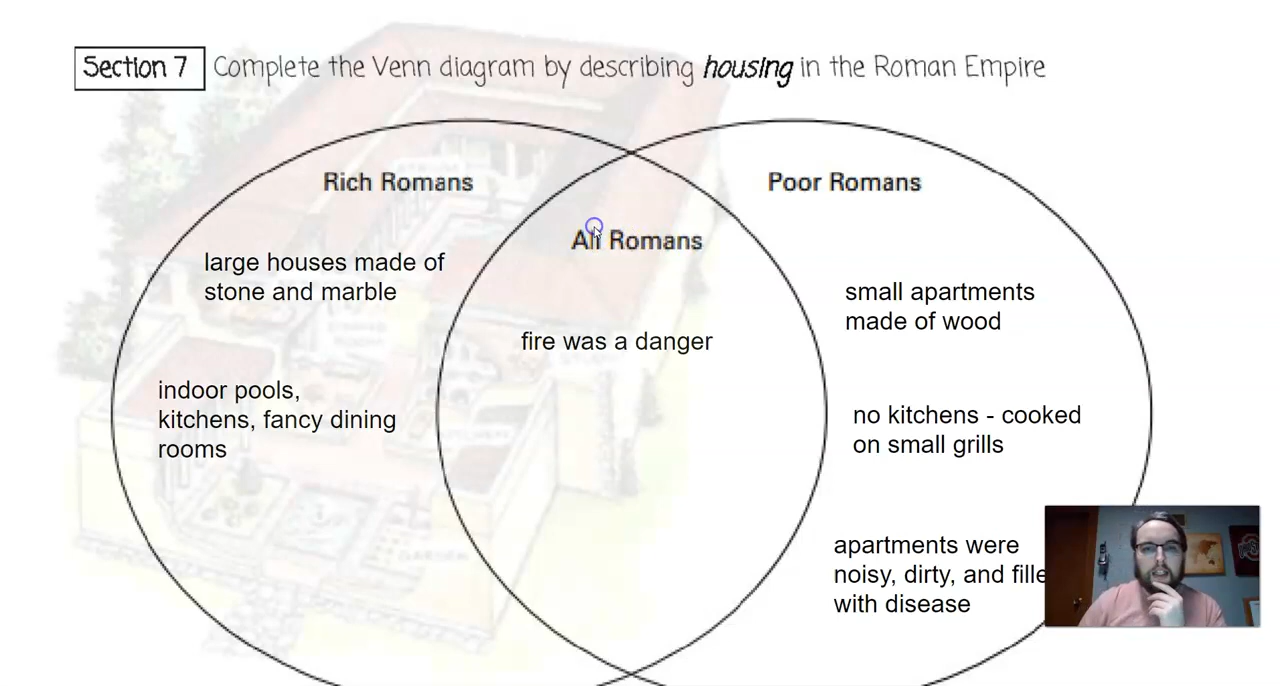 Section 7 Complete the Venn diagram by describing housing in the Roman Empire
Rich Romans
large houses made of
stone and marble
indoor pools,
kitchens, fancy dining
rooms
All Romans
fire was a danger
Poor Romans
small apartments
made of wood
no kitchens - cooked
on small grills
apartments were
noisy, dirty, and fille
with disease